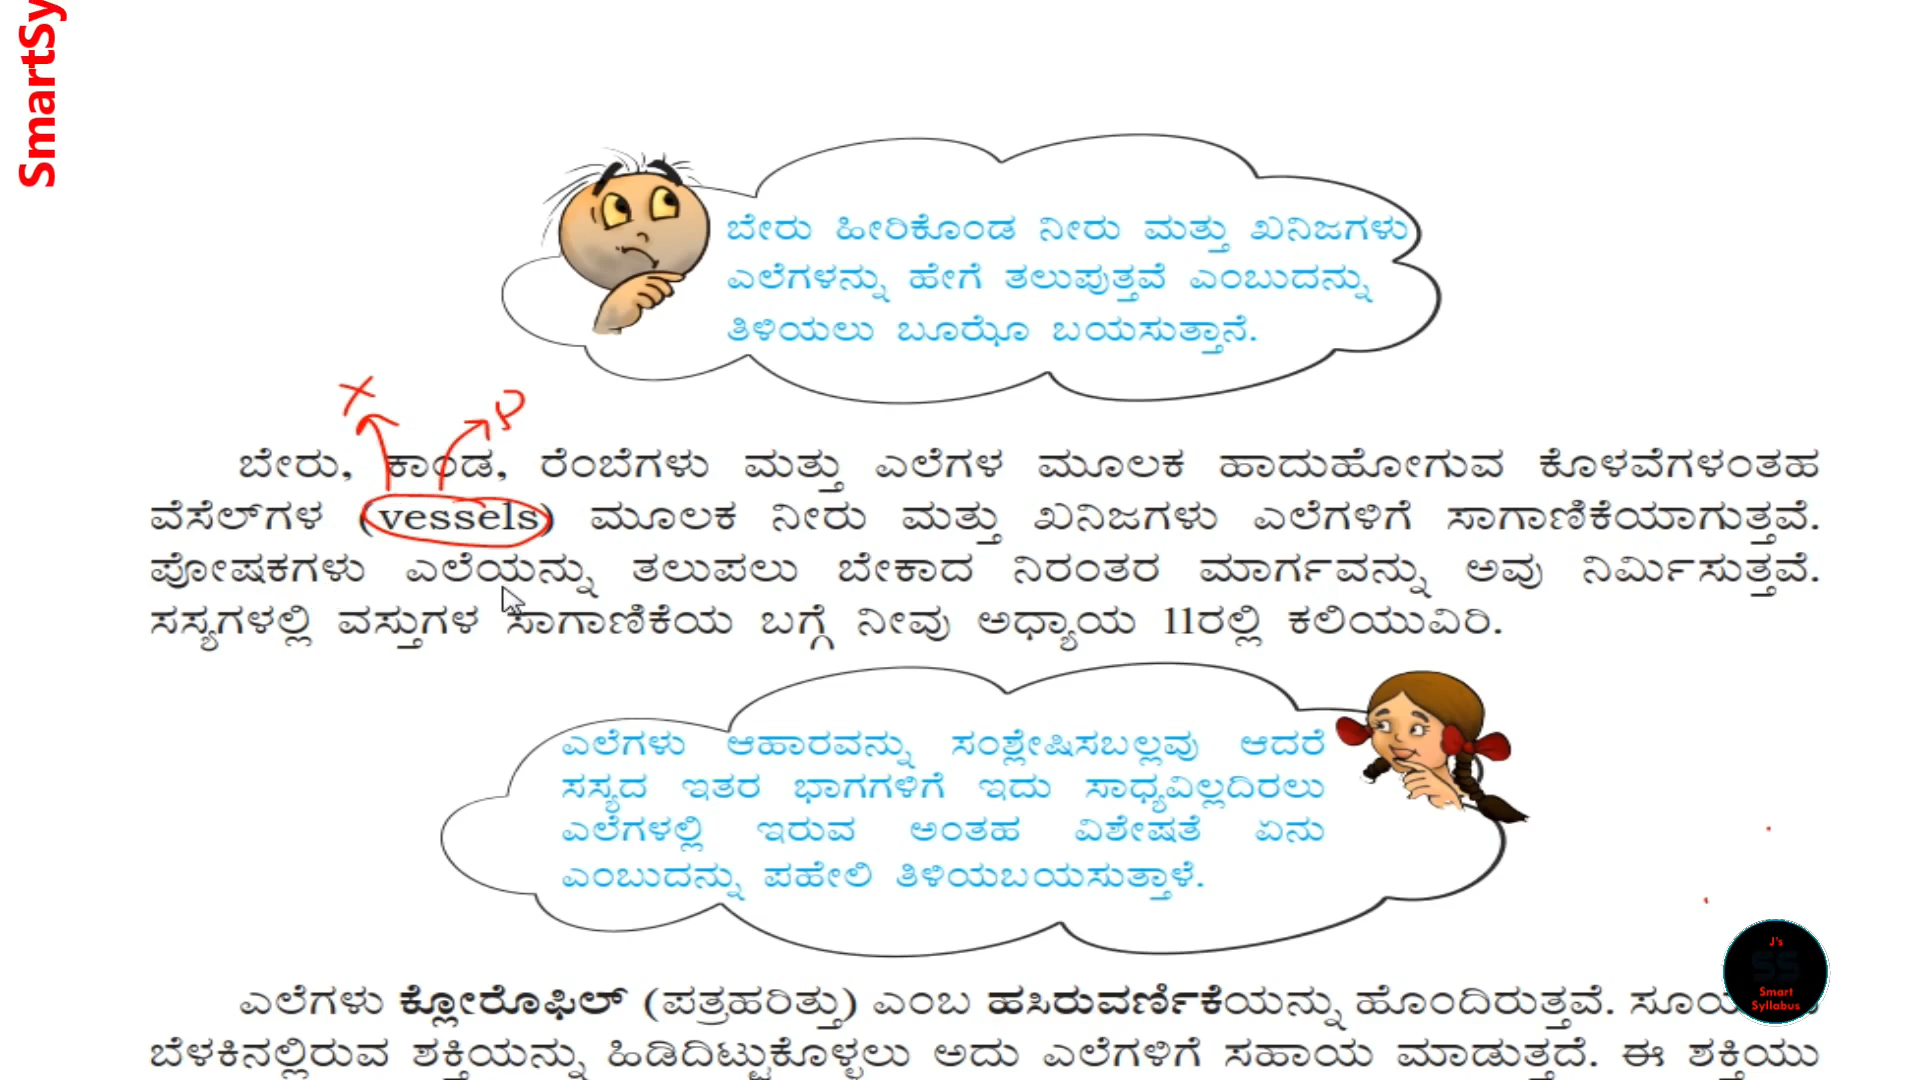 SmartSy
ಬೇರು ಹೀರಿಕೊಂಡ ನೀರು ಮತ್ತು ಖನಿಜಗಳು
ಎಲೆಗಳನ್ನು ಹೇಗೆ ತಲುಪುತ್ತವೆ ಎಂಬುದನ್ನು
ತಿಳಿಯಲು ಬೂಝೊ ಬಯಸುತ್ತಾನೆ.
X P
ಬೇರು, ಕಾಂಡ, ರೆಂಬೆಗಳು ಮತ್ತು ಎಲೆಗಳ ಮೂಲಕ ಹಾದುಹೋಗುವ ಕೊಳವೆಗಳಂತಹ
ವೆಸೆಲ್‌ಗಳ (vessels) ಮೂಲಕ ನೀರು ಮತ್ತು ಖನಿಜಗಳು ಎಲೆಗಳಿಗೆ ಸಾಗಾಣಿಕೆಯಾಗುತ್ತವೆ.
ಪೋಷಕಗಳು ಎಲೆಯನ್ನು ತಲುಪಲು ಬೇಕಾದ ನಿರಂತರ ಮಾರ್ಗವನ್ನು ಅವು ನಿರ್ಮಿಸುತ್ತವೆ.
ಸಸ್ಯಗಳಲ್ಲಿ ವಸ್ತುಗಳ ಸಾಗಾಣಿಕೆಯ ಬಗ್ಗೆ ನೀವು ಅಧ್ಯಾಯ 11ರಲ್ಲಿ ಕಲಿಯುವಿರಿ.
ಎಲೆಗಳು ಆಹಾರವನ್ನು ಸಂಶ್ಲೇಷಿಸಬಲ್ಲವು ಆದರೆ
ಸಸ್ಯದ ಇತರ ಭಾಗಗಳಿಗೆ ಇದು ಸಾಧ್ಯವಿಲ್ಲದಿರಲು
ಎಲೆಗಳಲ್ಲಿ ಇರುವ ಅಂತಹ ವಿಶೇಷತೆ ಏನು
ಎಂಬುದನ್ನು ಪಹೇಲಿ ತಿಳಿಯಬಯಸುತ್ತಾಳೆ.
J's
SS
Smart
Syllabus
ಎಲೆಗಳು ಕ್ಲೋರೊಫಿಲ್ (ಪತ್ರಹರಿತ್ತು) ಎಂಬ ಹಸಿರುವರ್ಣಿಕೆಯನ್ನು ಹೊಂದಿರುತ್ತವೆ.
ಬೆಳಕಿನಲ್ಲಿರುವ ಶಕ್ತಿಯನ್ನು ಹಿಡಿದಿಟ್ಟುಕೊಳ್ಳಲು ಅದು ಎಲೆಗಳಿಗೆ ಸಹಾಯ ಮಾಡುತ್ತದೆ. ಈ ಶಕ್ತಿಯು